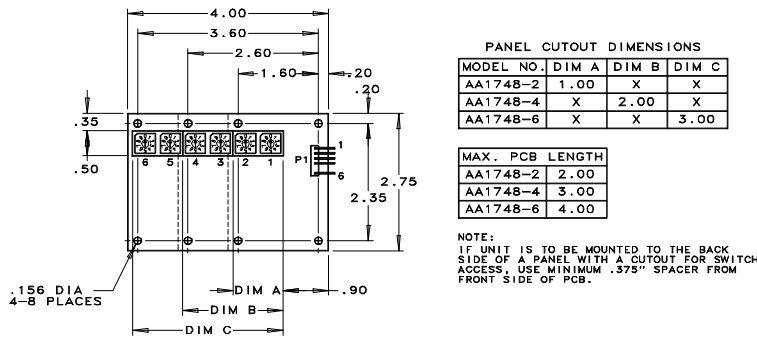 4.00
3.60
2.60
1.60
.20
.20
.35
.50
6 5 4 3 2 1
P1
1
6
2.35
2.75
.156 DIA
4-8 PLACES
DIM A
.90
DIM B
DIM C
PANEL CUTOUT DIMENSIONS
MODEL NO. DIM A DIM B DIM C
AA1748-2 1.00 X X
AA1748-4 X 2.00 X
AA1748-6 X X 3.00
MAX. PCB LENGTH
AA1748-2 2.00
AA1748-4 3.00
AA1748-6 4.00
NOTE:
IF UNIT IS TO BE MOUNTED TO THE BACK
SIDE OF A PANEL WITH A CUTOUT FOR SWITCH
ACCESS, USE MINIMUM .375" SPACER FROM
FRONT SIDE OF PCB.